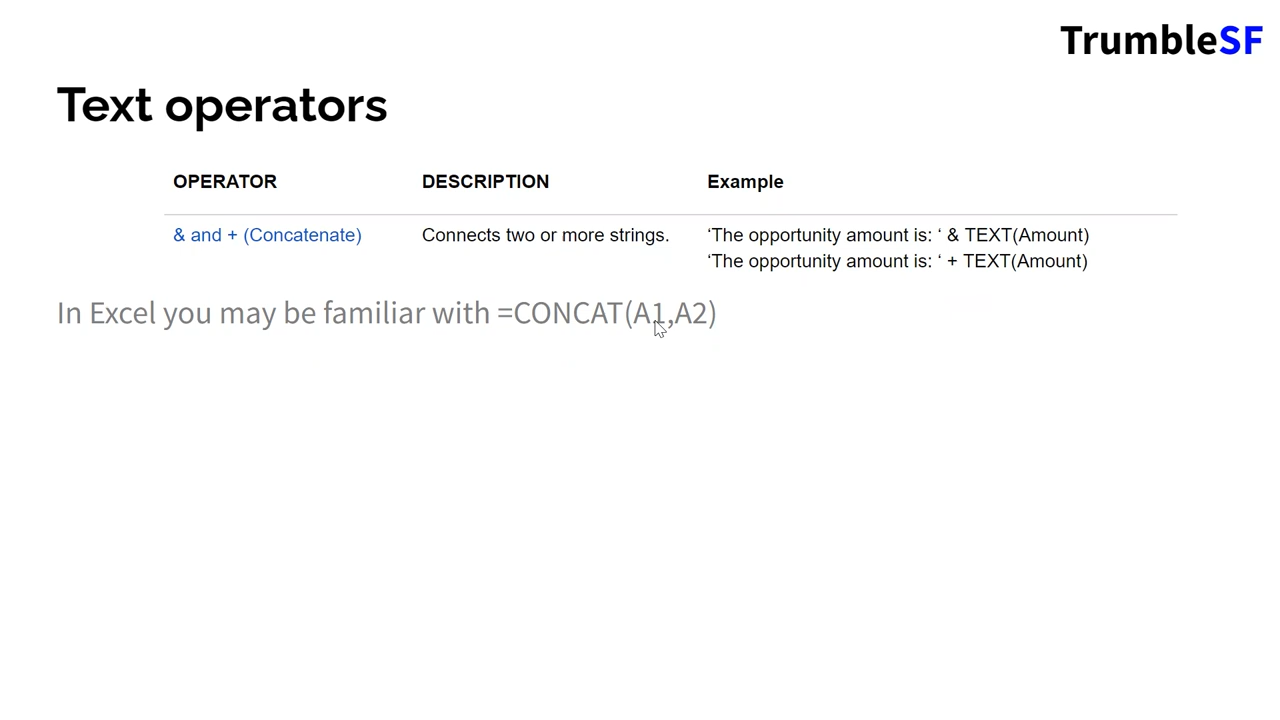 TrumbleSF
Text operators
OPERATOR DESCRIPTION Example
& and + (Concatenate) Connects two or more strings. ‘The opportunity amount is: ‘ & TEXT(Amount)
‘The opportunity amount is: ‘ + TEXT(Amount)
In Excel you may be familiar with =CONCAT(A1,A2)